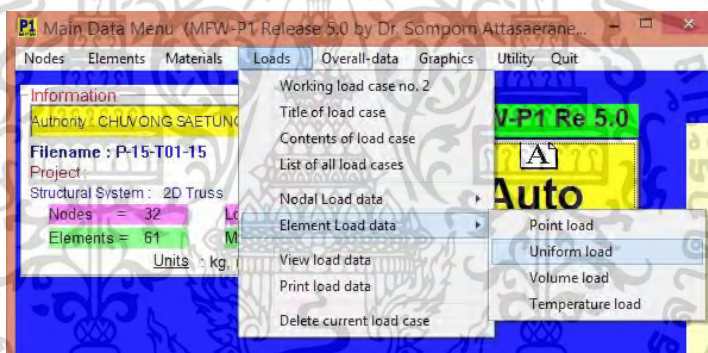 P1 Main Data Menu (MFW-P1 Release 5.0 by Dr. Somporn Attasaerane...
Nodes Elements Materials Loads Overall-data Graphics Utility Quit
Information
Authority : CHUVONG SAETUNG
Filename : P-15-T01-15
Project :
Structural System : 2D Truss
Nodes = 32
Elements = 61
Units : kg,
Working load case no. 2
Title of load case
Contents of load case
List of all load cases
Nodal Load data
Element Load data
View load data
Print load data
Delete current load case
Point load
Uniform load
Volume load
Temperature load
W-P1 Re 5.0
A
Auto